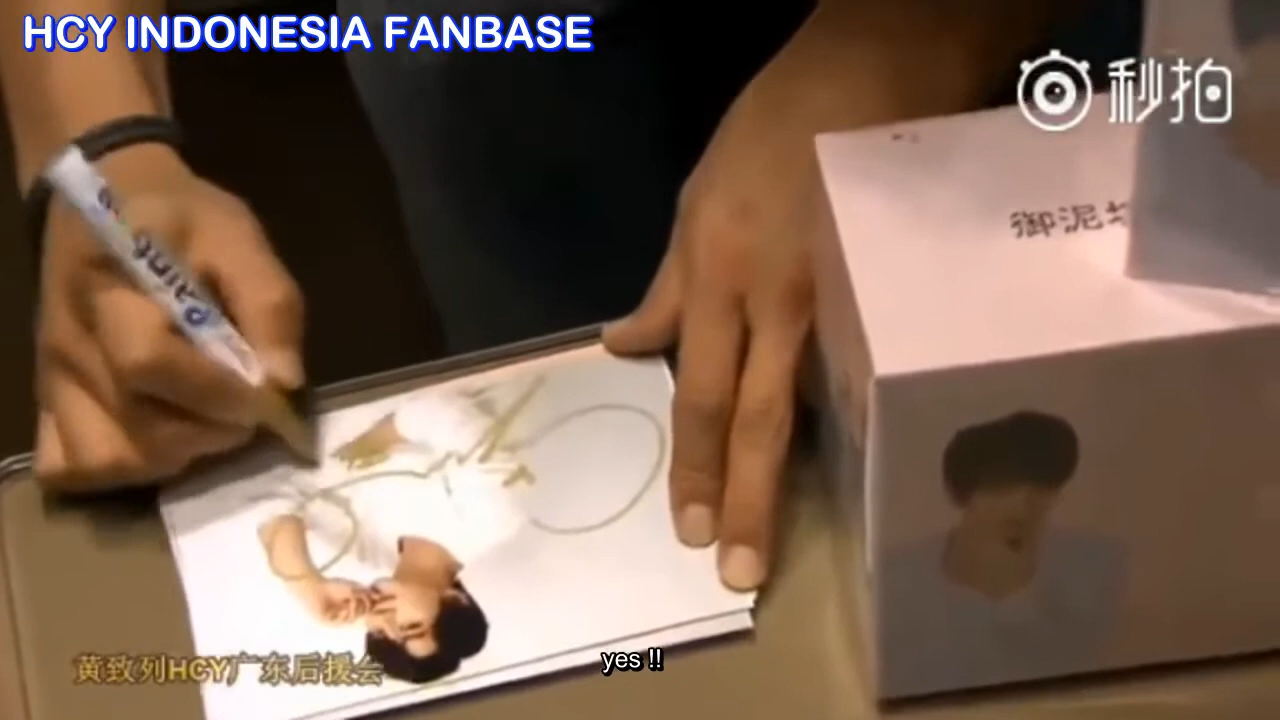 HCY INDONESIA FANBASE
秒拍
御泥
Paint
黄致列HCY广东后援会
yes !!